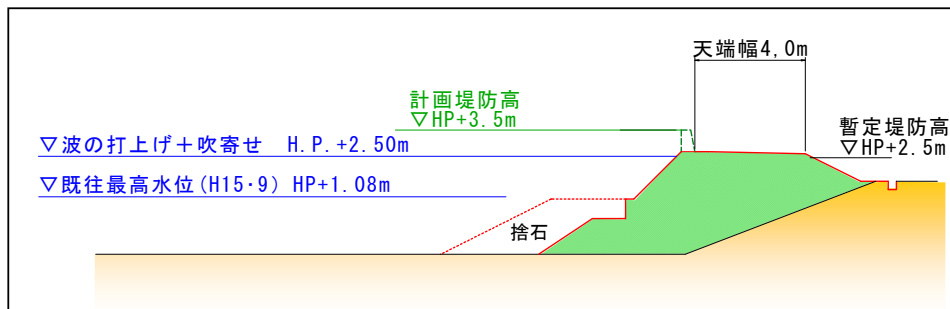 天端幅4,0m
計画堤防高
▽HP+3.5m
▽波の打上げ＋吹寄せ　H.P.+2.50m
暫定堤防高
▽HP+2.5m
▽既往最高水位(H15･9) HP+1.08m
捨石